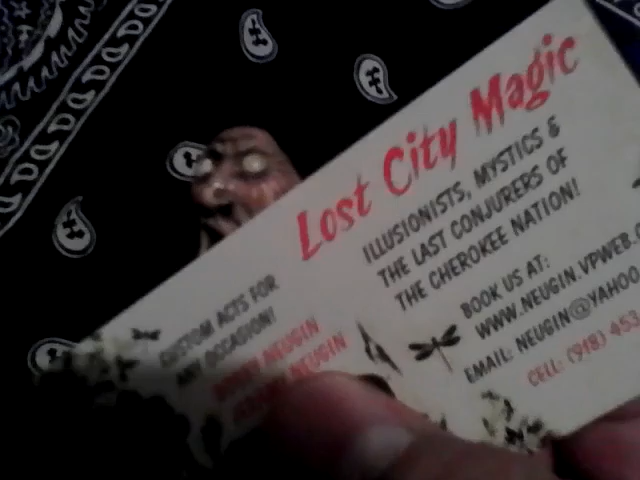 Lost City Magic
ILLUSIONISTS, MYSTICS &
THE LAST CONJURERS OF
THE CHEROKEE NATION!
CUSTOM ACTS FOR
ANY OCCASION!
NEUGIN
NEUGIN
BOOK US AT:
WWW.NEUGIN.VPWEB.C
EMAIL: NEUGIN@YAHOO
CELL: (918) 453